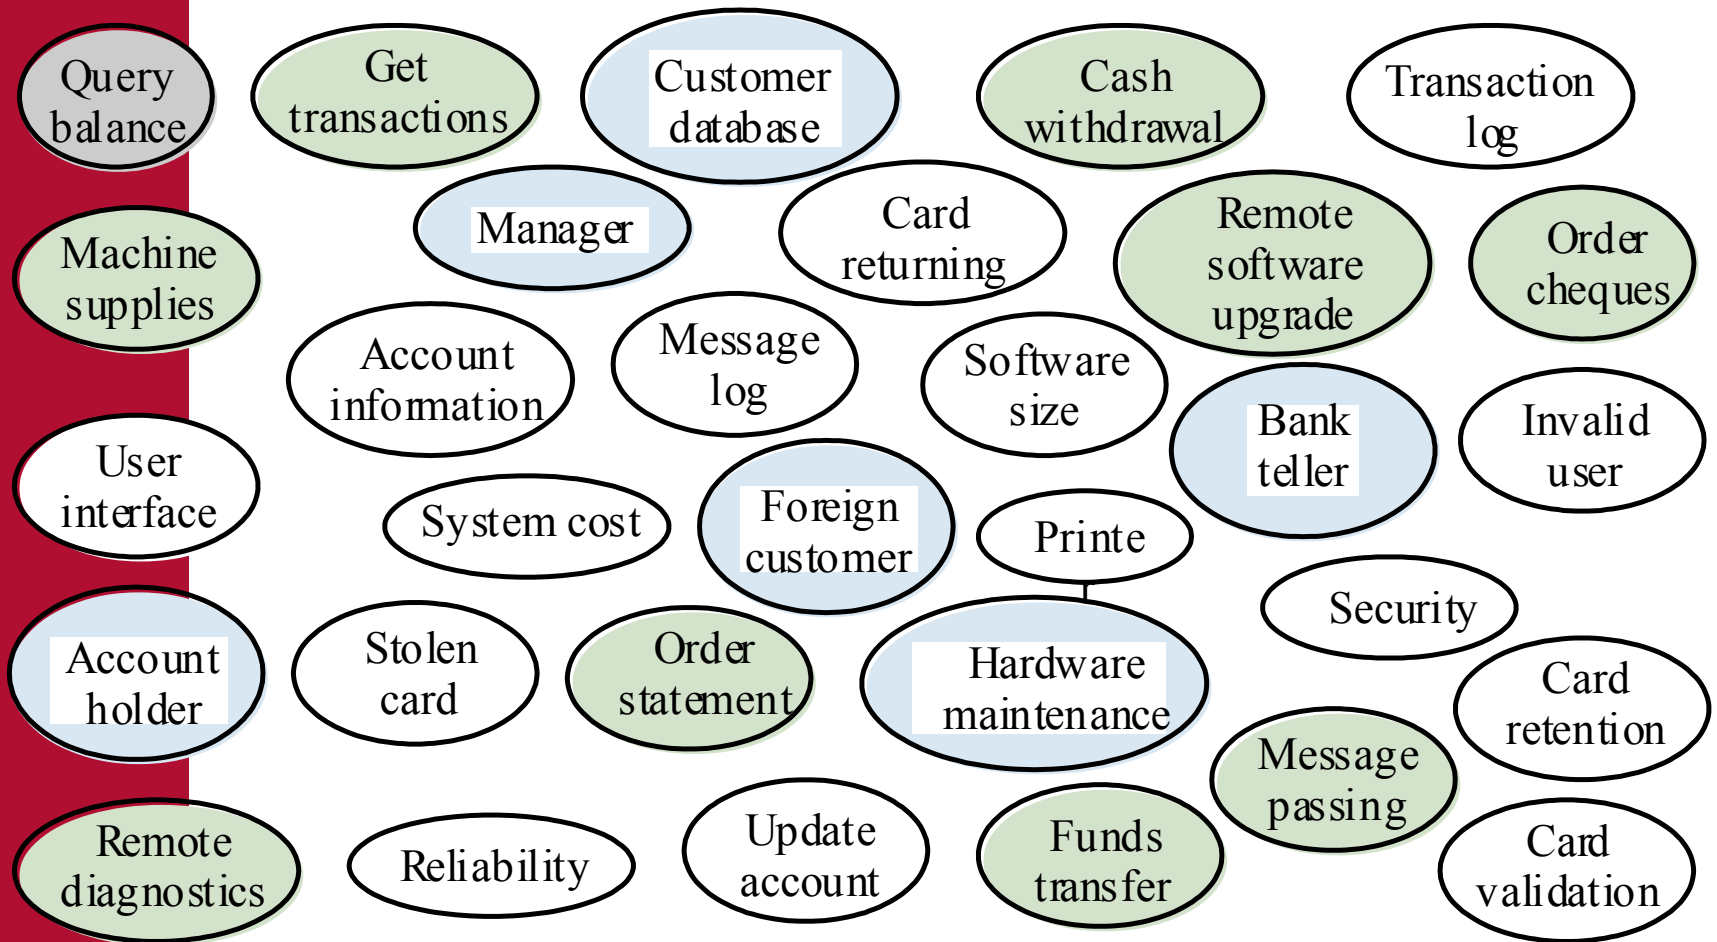 Query
balance
Get
transactions
Customer
database
Cash
withdrawal
Transaction
log
Machine
supplies
Manager
Card
returning
Remote
software
upgrade
Order
cheques
Account
information
Message
log
Software
size
Bank
teller
Invalid
user
User
interface
System cost
Foreign
customer
Printe
Security
Account
holder
Stolen
card
Order
statement
Hardware
maintenance
Card
retention
Message
passing
Remote
diagnostics
Reliability
Update
account
Funds
transfer
Card
validation